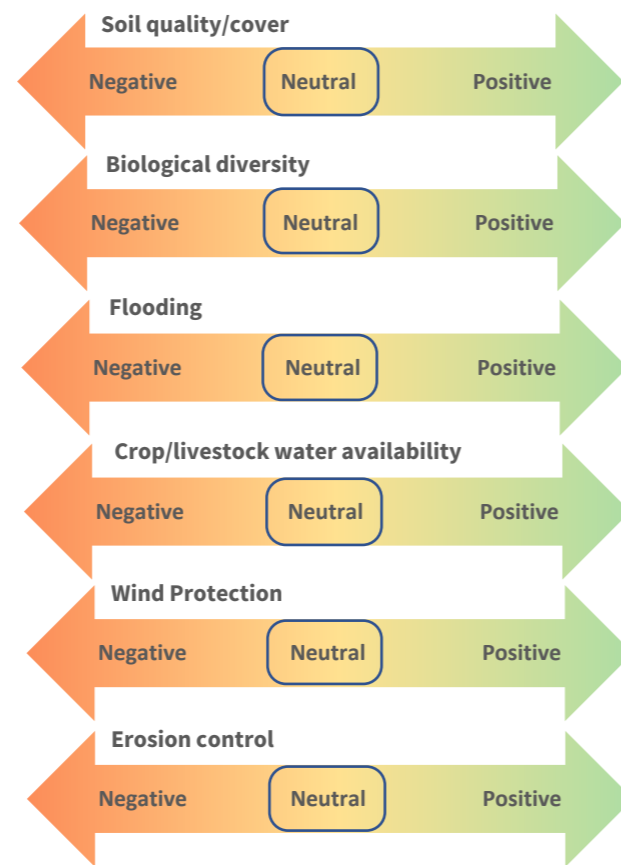 Soil quality/cover
Negative Neutral Positive
Biological diversity
Negative Neutral Positive
Flooding
Negative Neutral Positive
Crop/livestock water availability
Negative Neutral Positive
Wind Protection
Negative Neutral Positive
Erosion control
Negative Neutral Positive